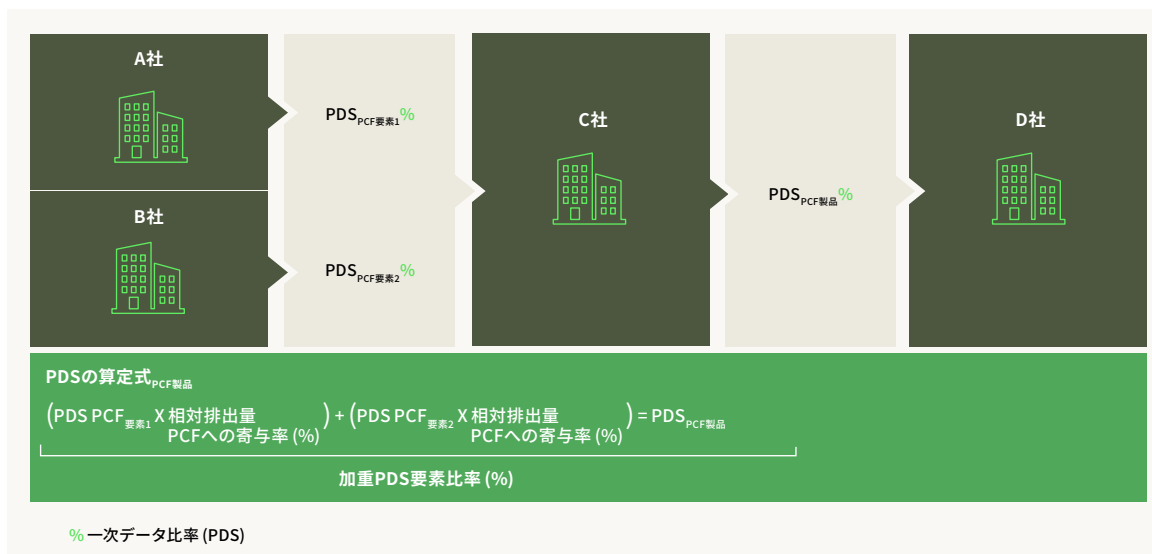 A社
PDSPCF要素1%
C社
D社
PDSPCF製品%
B社
PDSPCF要素2%
PDSの算定式PCF製品
(PDS PCF要素1 X 相対排出量 PCFへの寄与率 (%)) + (PDS PCF要素2 X 相対排出量 PCFへの寄与率 (%)) = PDSPCF製品
加重PDS要素比率 (%)
% 一次データ比率 (PDS)